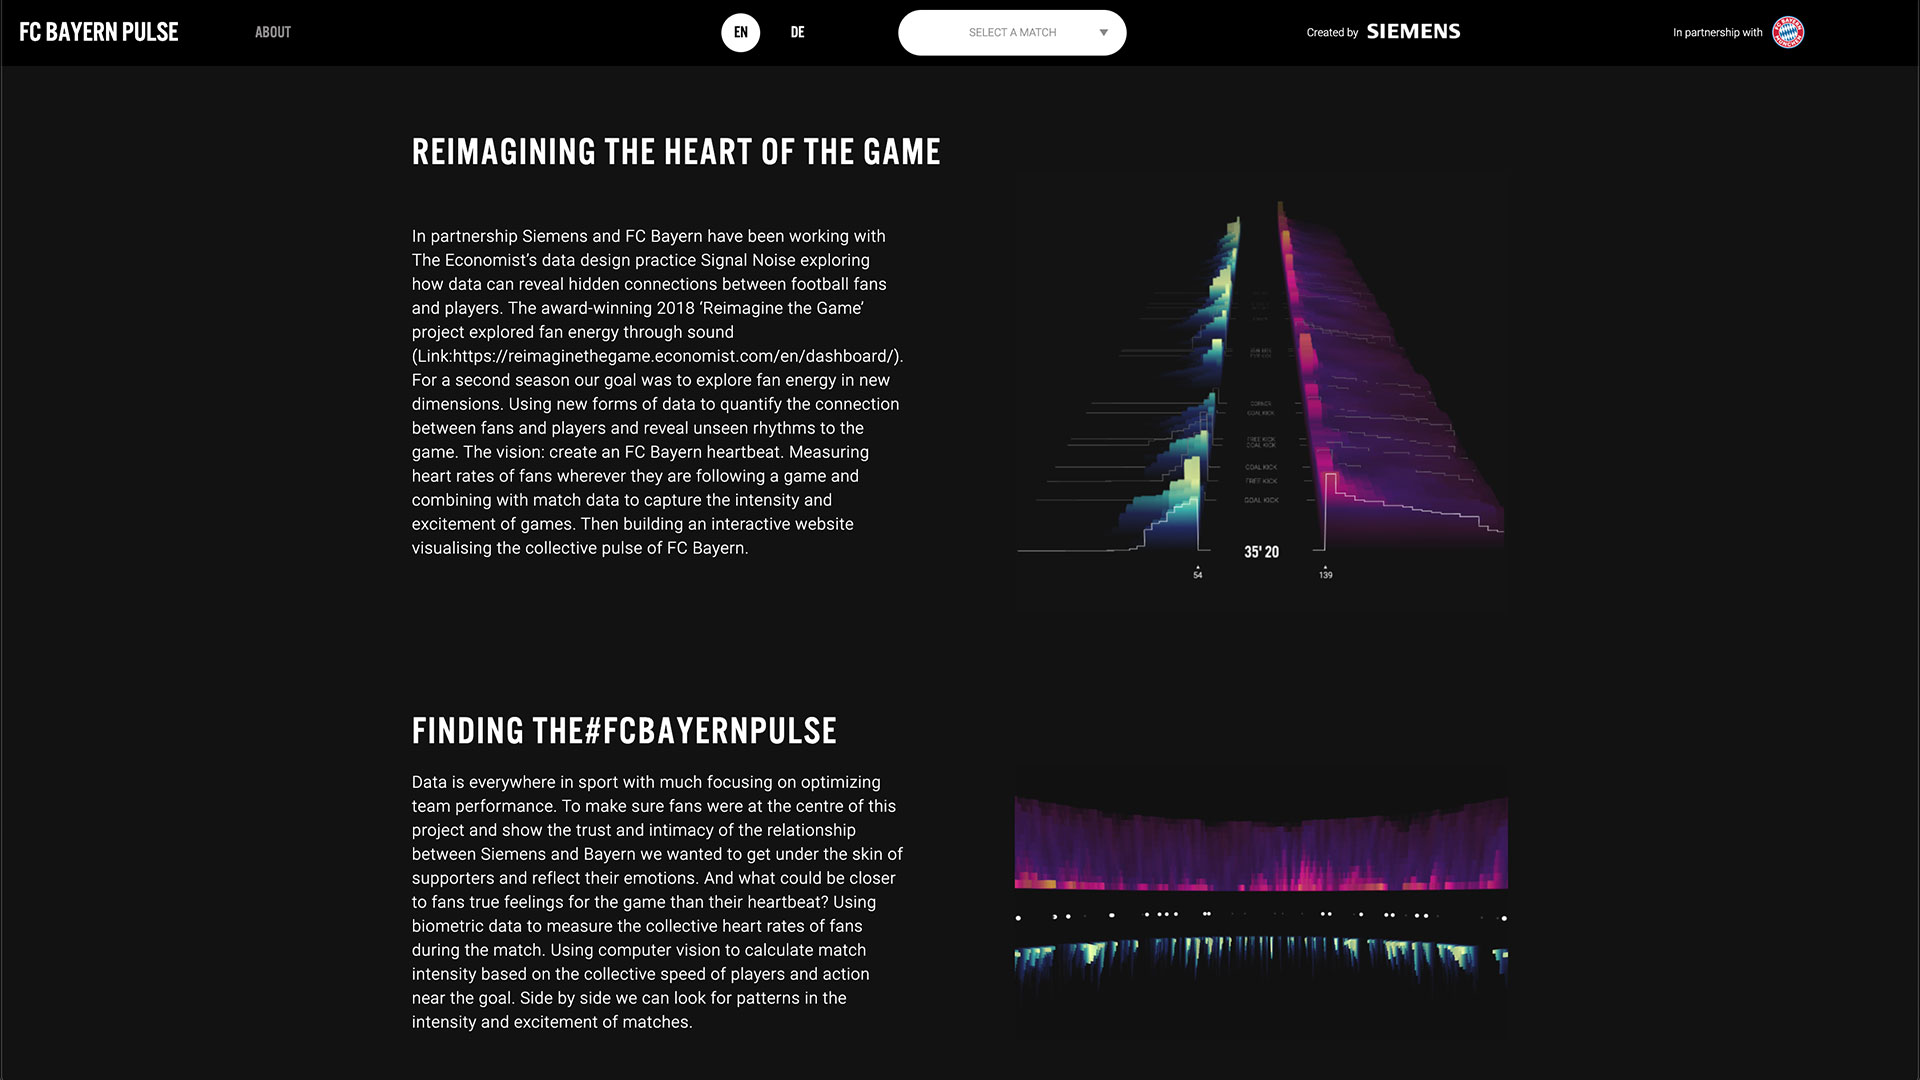 FC BAYERN PULSE
ABOUT
EN
DE
SELECT A MATCH
Created by SIEMENS
In partnership with
REIMAGINING THE HEART OF THE GAME
In partnership Siemens and FC Bayern have been working with
The Economist’s data design practice Signal Noise exploring
how data can reveal hidden connections between football fans
and players. The award-winning 2018 ‘Reimagine the Game’
project explored fan energy through sound
(Link:https://reimaginethegame.economist.com/en/dashboard/).
For a second season our goal was to explore fan energy in new
dimensions. Using new forms of data to quantify the connection
between fans and players and reveal unseen rhythms to the
game. The vision: create an FC Bayern heartbeat. Measuring
heart rates of fans wherever they are following a game and
combining with match data to capture the intensity and
excitement of games. Then building an interactive website
visualising the collective pulse of FC Bayern.
CORNER
GOAL KICK
FREE KICK
GOAL KICK
GOAL KICK
FREE KICK
GOAL KICK
35' 20
54
139
FINDING THE#FCBAYERNPULSE
Data is everywhere in sport with much focusing on optimizing
team performance. To make sure fans were at the centre of this
project and show the trust and intimacy of the relationship
between Siemens and Bayern we wanted to get under the skin of
supporters and reflect their emotions. And what could be closer
to fans true feelings for the game than their heartbeat? Using
biometric data to measure the collective heart rates of fans
during the match. Using computer vision to calculate match
intensity based on the collective speed of players and action
near the goal. Side by side we can look for patterns in the
intensity and excitement of matches.